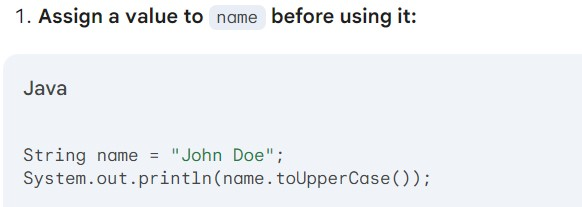 1. Assign a value to name before using it:
Java
String name = "John Doe";
System.out.println(name.toUpperCase());